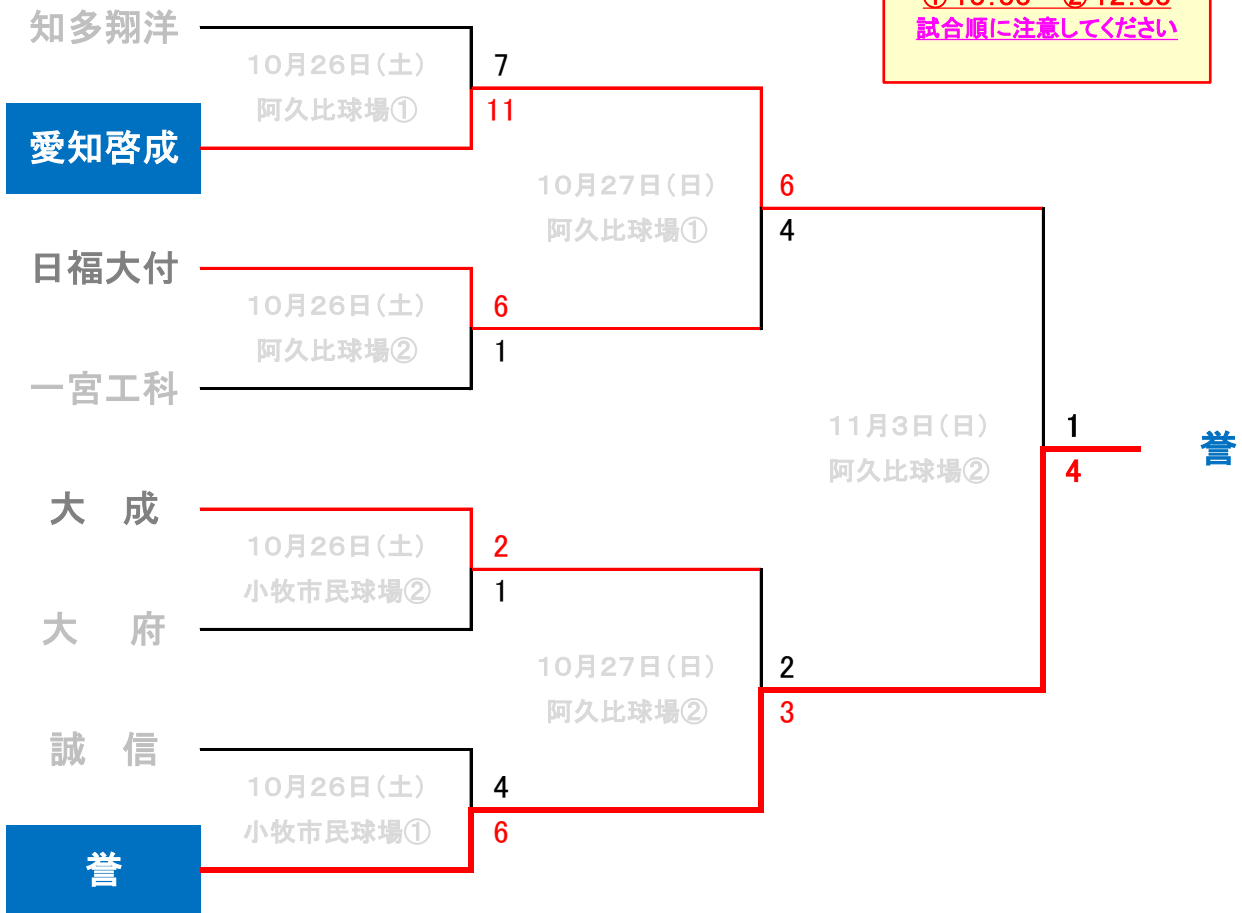 知多翔洋
10月26日(土)
阿久比球場①
7
11
愛知啓成
10月27日(日)
阿久比球場①
6
4
日福大付
10月26日(土)
阿久比球場②
6
1
一宮工科
試合順に注意してください
11月3日(日)
阿久比球場②
1
4
誉
大 成
10月26日(土)
小牧市民球場②
2
1
大 府
10月27日(日)
阿久比球場②
2
3
誠 信
10月26日(土)
小牧市民球場①
4
6
誉